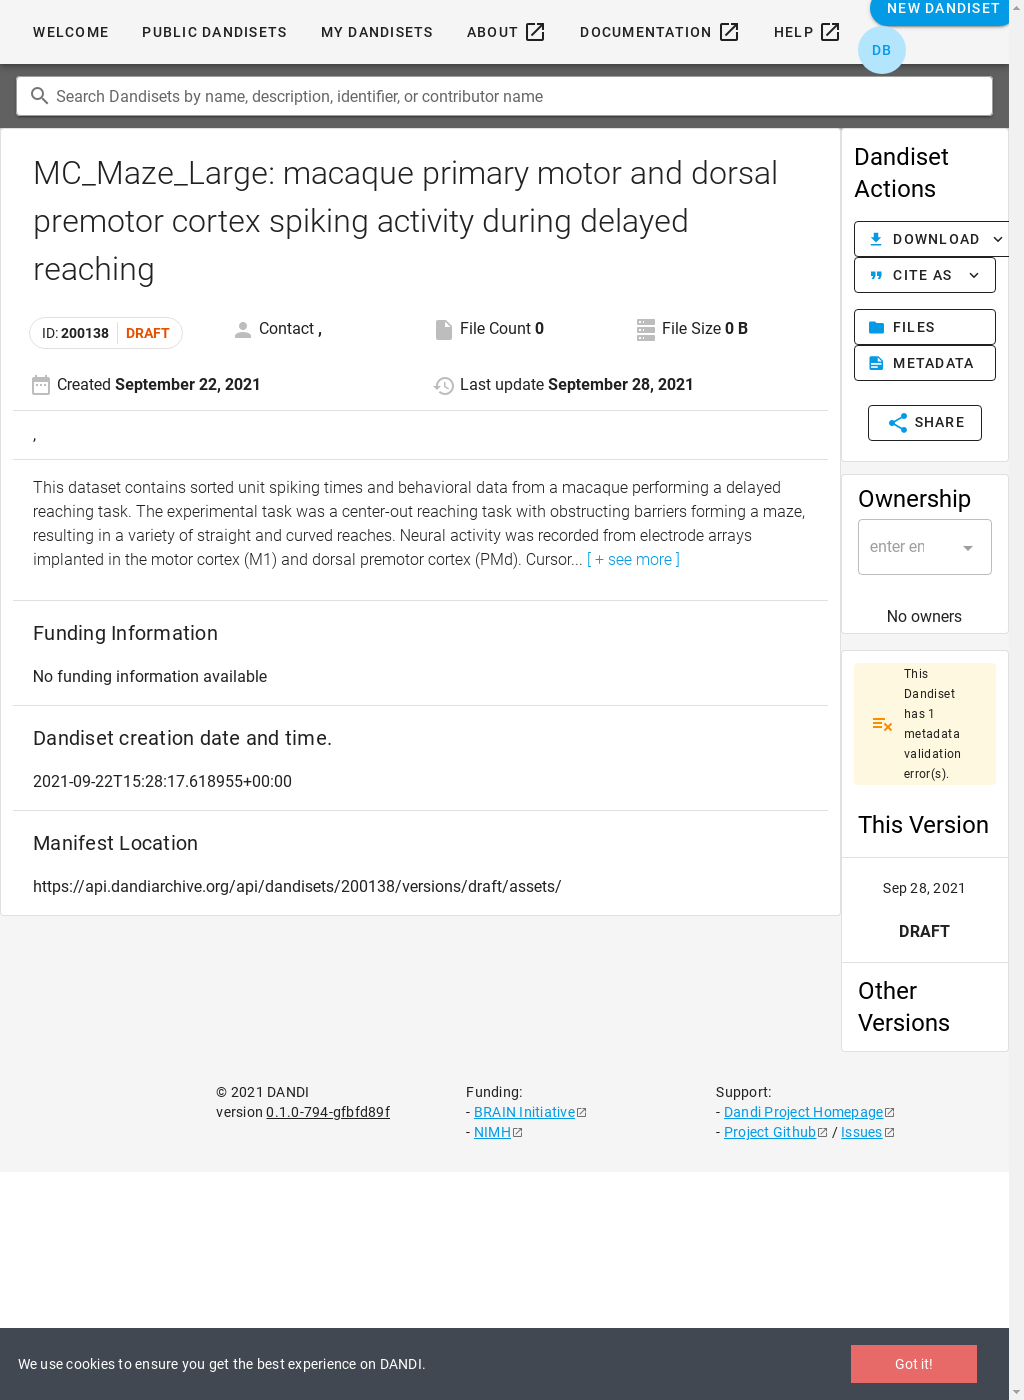 WELCOME PUBLIC DANDISETS MY DANDISETS ABOUT DOCUMENTATION HELP NEW DANDISET
DB
Search Dandisets by name, description, identifier, or contributor name
MC_Maze_Large: macaque primary motor and dorsal
premotor cortex spiking activity during delayed
reaching
ID: 200138 DRAFT Contact , File Count 0 File Size 0 B
Created September 22, 2021 Last update September 28, 2021
,
This dataset contains sorted unit spiking times and behavioral data from a macaque performing a delayed
reaching task. The experimental task was a center-out reaching task with obstructing barriers forming a maze,
resulting in a variety of straight and curved reaches. Neural activity was recorded from electrode arrays
implanted in the motor cortex (M1) and dorsal premotor cortex (PMd). Cursor... [ + see more ]
Funding Information
No funding information available
Dandiset creation date and time.
2021-09-22T15:28:17.618955+00:00
Manifest Location
https://api.dandiarchive.org/api/dandisets/200138/versions/draft/assets/
Dandiset
Actions
DOWNLOAD
CITE AS
FILES
METADATA
SHARE
Ownership
enter en
No owners
This
Dandiset
has 1
metadata
validation
error(s).
This Version
Sep 28, 2021
DRAFT
Other
Versions
© 2021 DANDI
version 0.1.0-794-gfbfd89f
Funding:
- BRAIN Initiative
- NIMH
Support:
- Dandi Project Homepage
- Project Github / Issues
We use cookies to ensure you get the best experience on DANDI.
Got it!